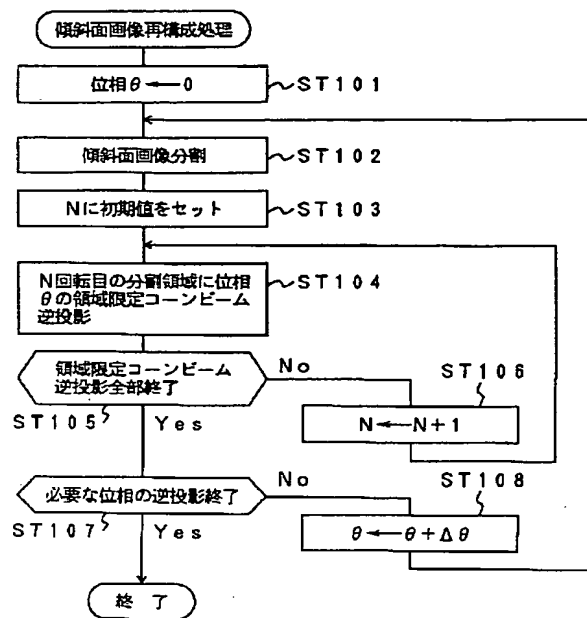 傾斜面画像再構成処理
位相θ ← 0
ST101
傾斜面画像分割
ST102
Nに初期値をセット
ST103
N回転目の分割領域に位相
θの領域限定コーンビーム
逆投影
ST104
領域限定コーンビーム
逆投影全部終了
No
ST106
ST105
Yes
N ← N+1
必要な位相の逆投影終了
No
ST108
ST107
Yes
θ ← θ+Δθ
終了